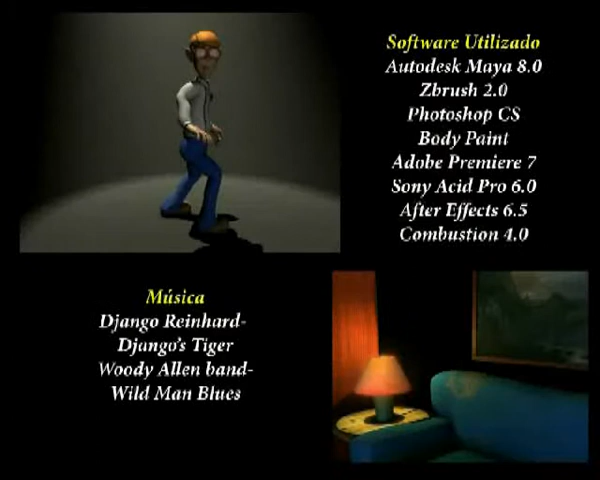 Software Utilizado
Autodesk Maya 8.0
Zbrush 2.0
Photoshop CS
Body Paint
Adobe Premiere 7
Sony Acid Pro 6.0
After Effects 6.5
Combustion 4.0
Música
Django Reinhard-
Django's Tiger
Woody Allen band-
Wild Man Blues